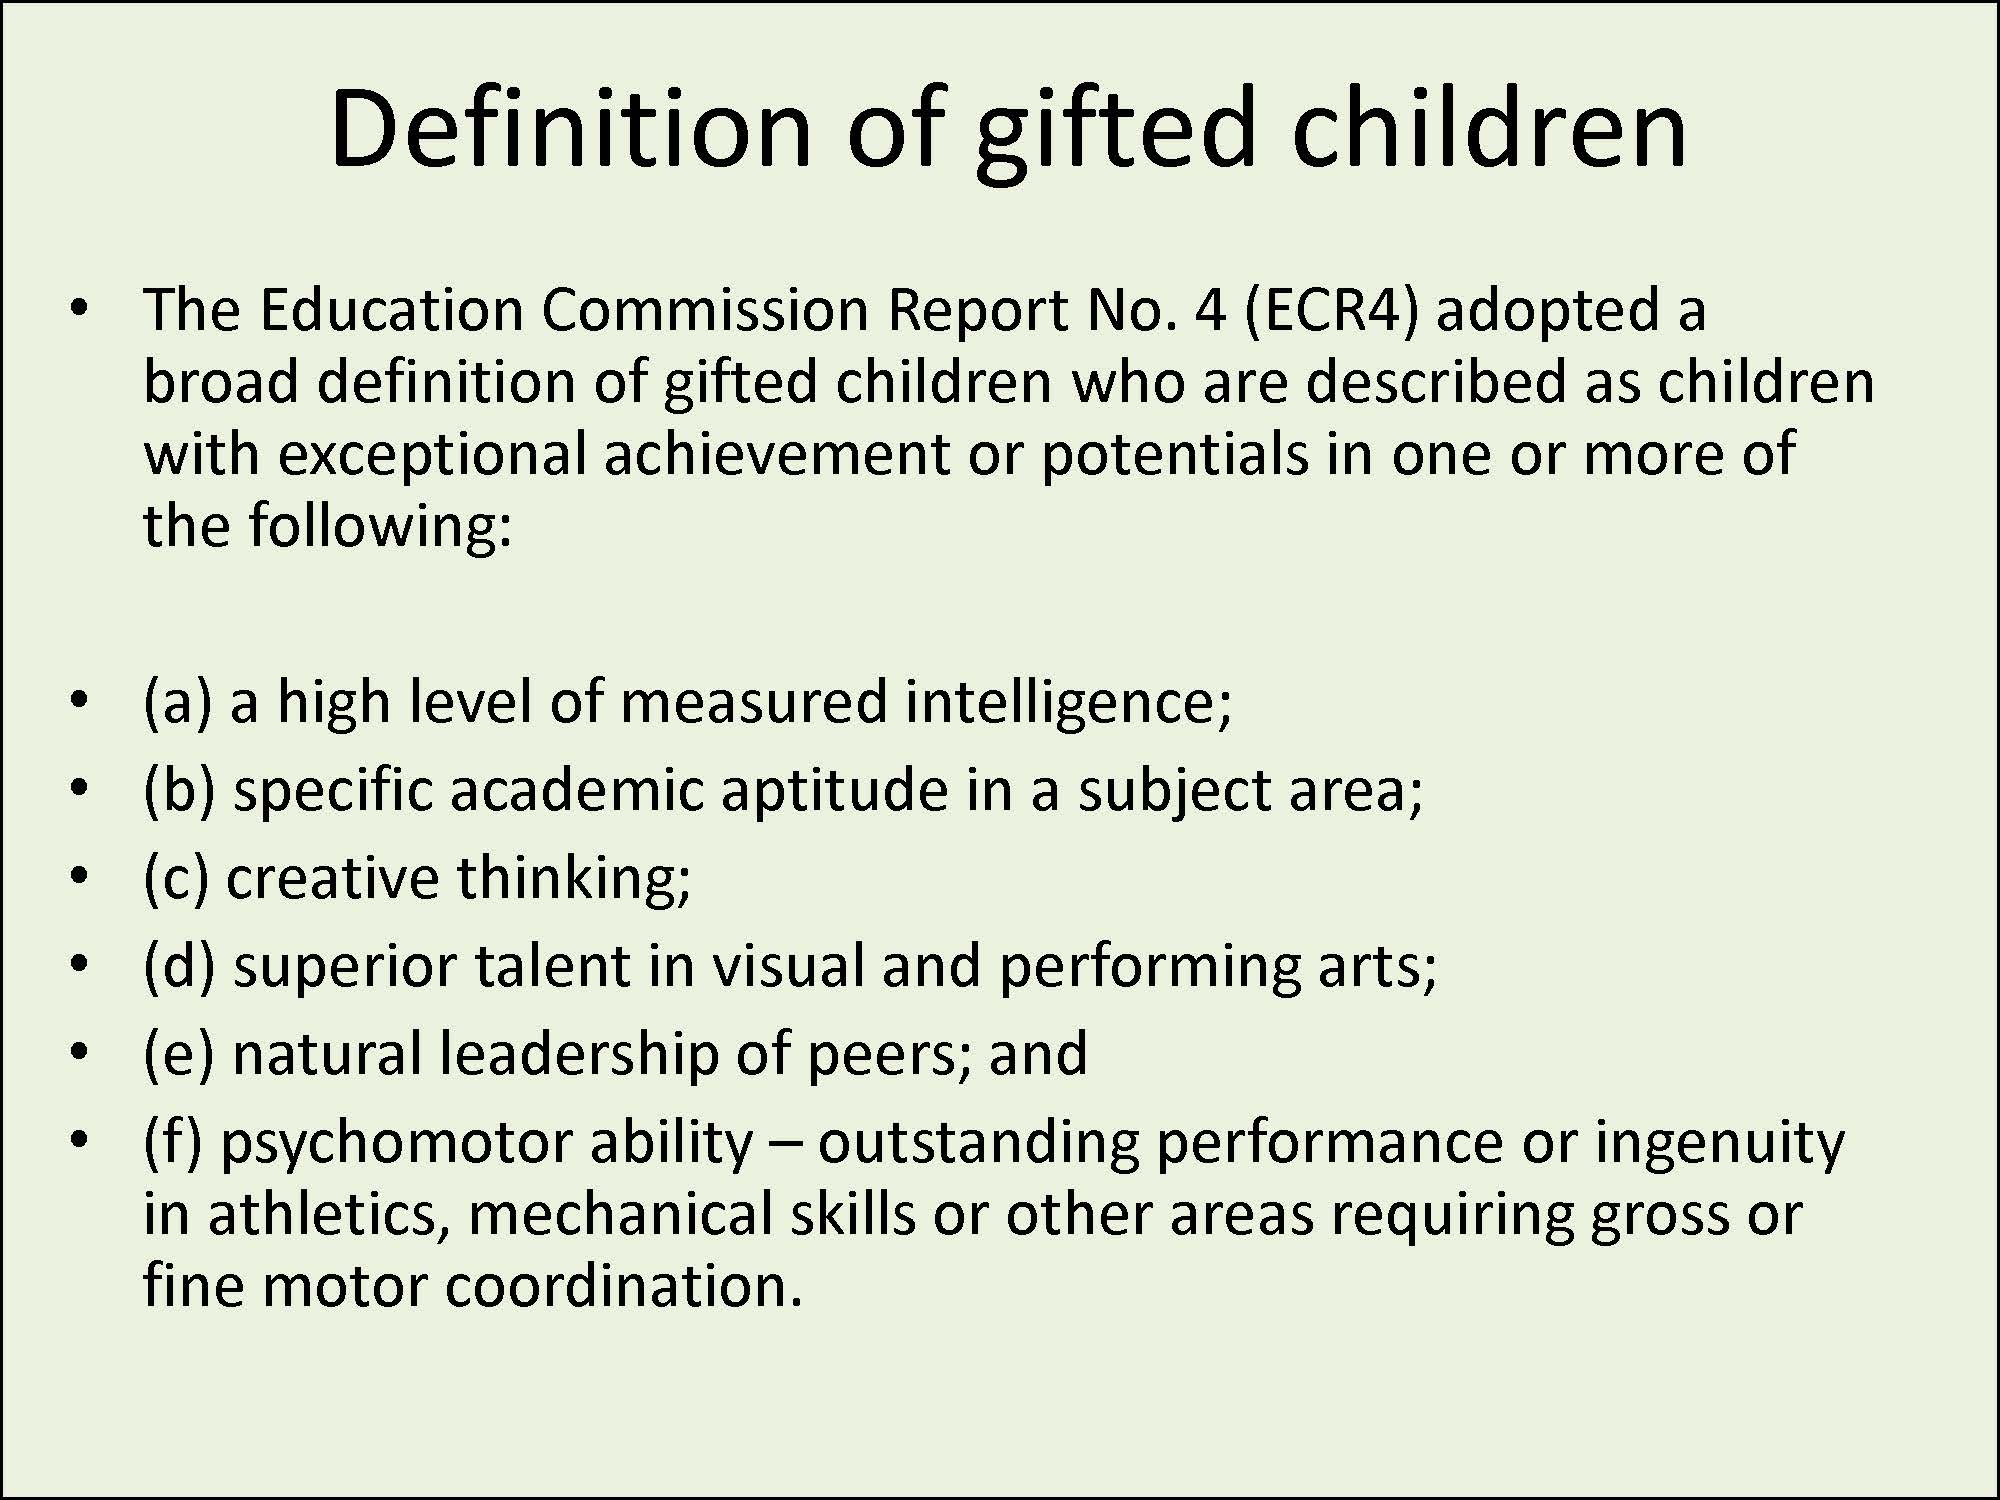 Definition of gifted children
• The Education Commission Report No. 4 (ECR4) adopted a
broad definition of gifted children who are described as children
with exceptional achievement or potentials in one or more of
the following:
• (a) a high level of measured intelligence;
• (b) specific academic aptitude in a subject area;
• (c) creative thinking;
• (d) superior talent in visual and performing arts;
• (e) natural leadership of peers; and
• (f) psychomotor ability – outstanding performance or ingenuity
in athletics, mechanical skills or other areas requiring gross or
fine motor coordination.